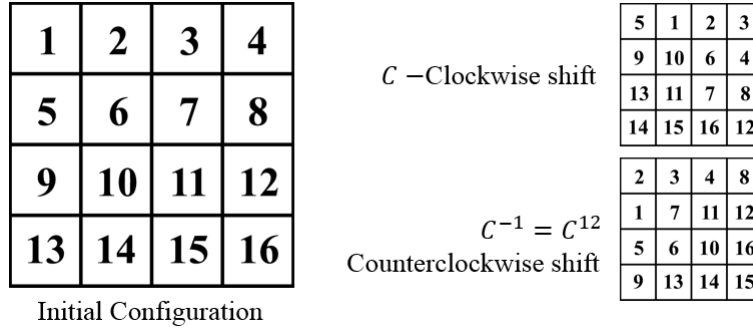 1 2 3 4
5 6 7 8
9 10 11 12
13 14 15 16
Initial Configuration
C −Clockwise shift
5 1 2 3
9 10 6 4
13 11 7 8
14 15 16 12
C⁻¹ = C¹²
Counterclockwise shift
2 3 4 8
1 7 11 12
5 6 10 16
9 13 14 15